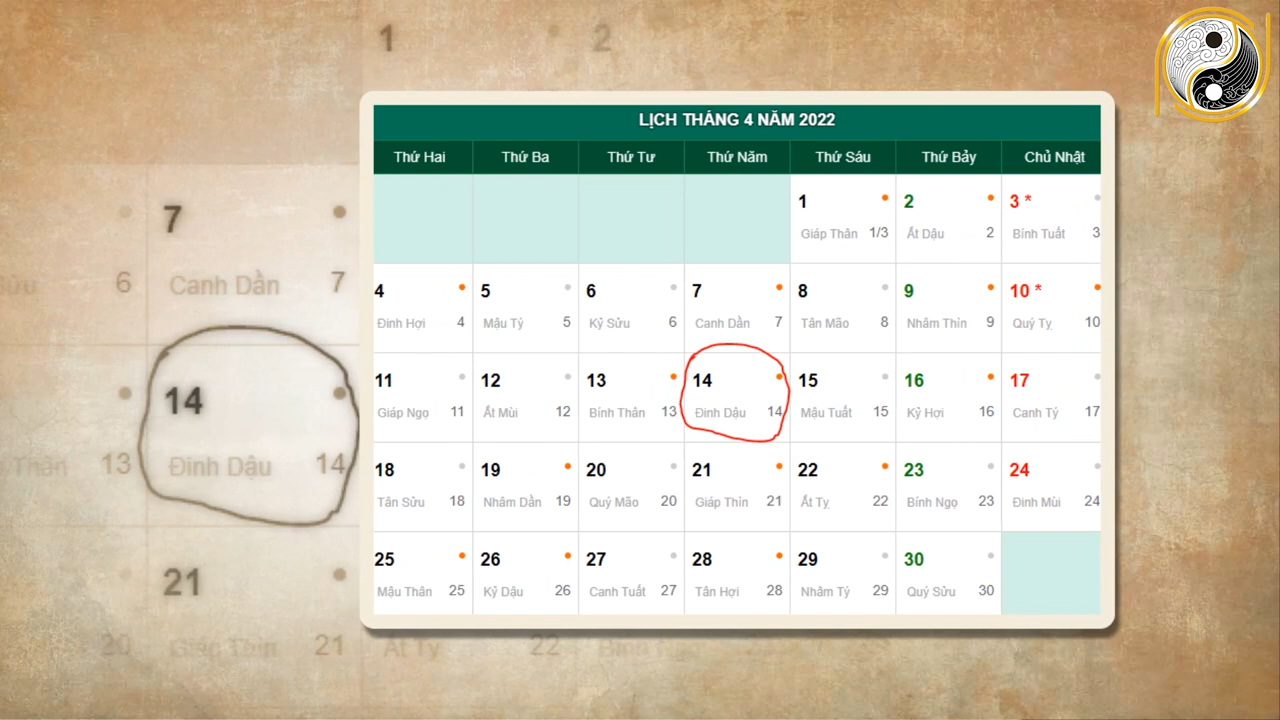 1
2
7
6
Canh Dần
7
14
13
Đinh Dậu
14
21
20
21
22
LỊCH THÁNG 4 NĂM 2022
Thứ Hai Thứ Ba Thứ Tư Thứ Năm Thứ Sáu Thứ Bảy Chủ Nhật
1 2 3 *
Giáp Thân 1/3 Ất Dậu 2 Bính Tuất 3
4 5 6 7 8 9 10 *
Đinh Hợi 4 Mậu Tý 5 Kỷ Sửu 6 Canh Dần 7 Tân Mão 8 Nhâm Thìn 9 Quý Tỵ 10
11 12 13 14 15 16 17
Giáp Ngọ 11 Ất Mùi 12 Bính Thân 13 Đinh Dậu 14 Mậu Tuất 15 Kỷ Hợi 16 Canh Tý 17
18 19 20 21 22 23 24
Tân Sửu 18 Nhâm Dần 19 Quý Mão 20 Giáp Thìn 21 Ất Tỵ 22 Bính Ngọ 23 Đinh Mùi 24
25 26 27 28 29 30
Mậu Thân 25 Kỷ Dậu 26 Canh Tuất 27 Tân Hợi 28 Nhâm Tý 29 Quý Sửu 30